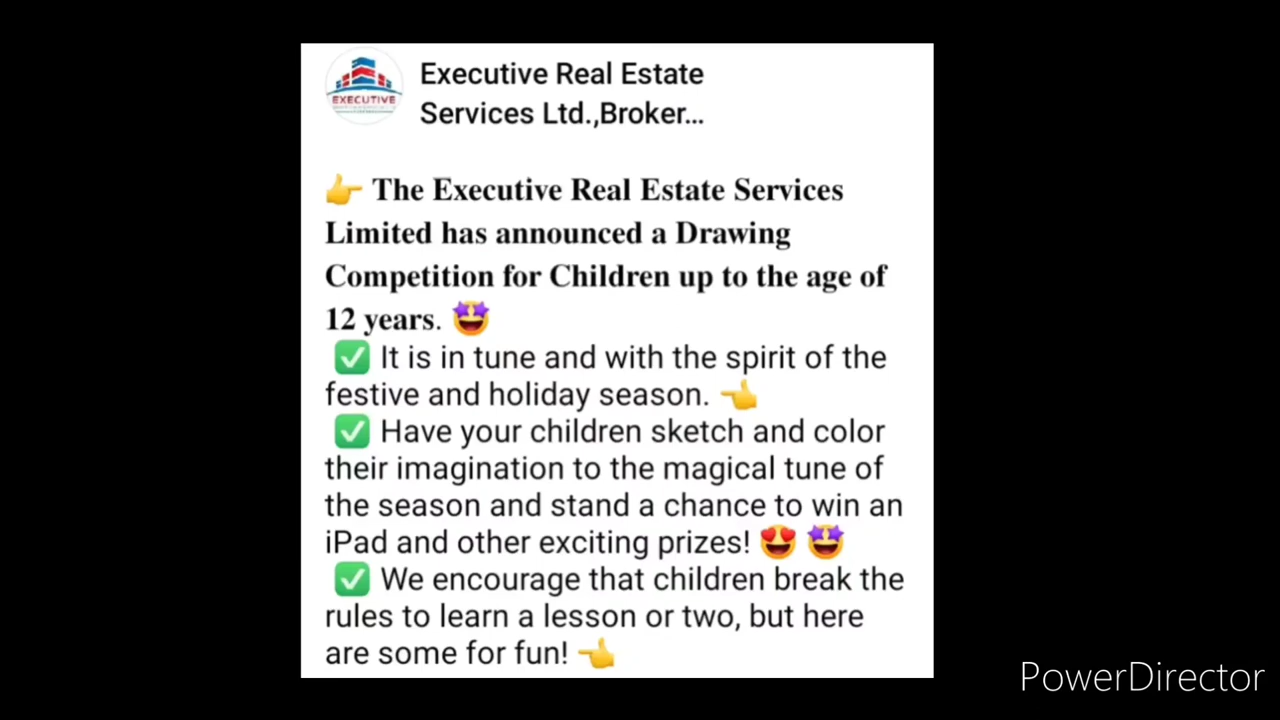 EXECUTIVE
Executive Real Estate
Services Ltd.,Broker...
👉 The Executive Real Estate Services
Limited has announced a Drawing
Competition for Children up to the age of
12 years. 🤩
✅ It is in tune and with the spirit of the
festive and holiday season. 👈
✅ Have your children sketch and color
their imagination to the magical tune of
the season and stand a chance to win an
iPad and other exciting prizes! 😍 🤩
✅ We encourage that children break the
rules to learn a lesson or two, but here
are some for fun! 👈
PowerDirector